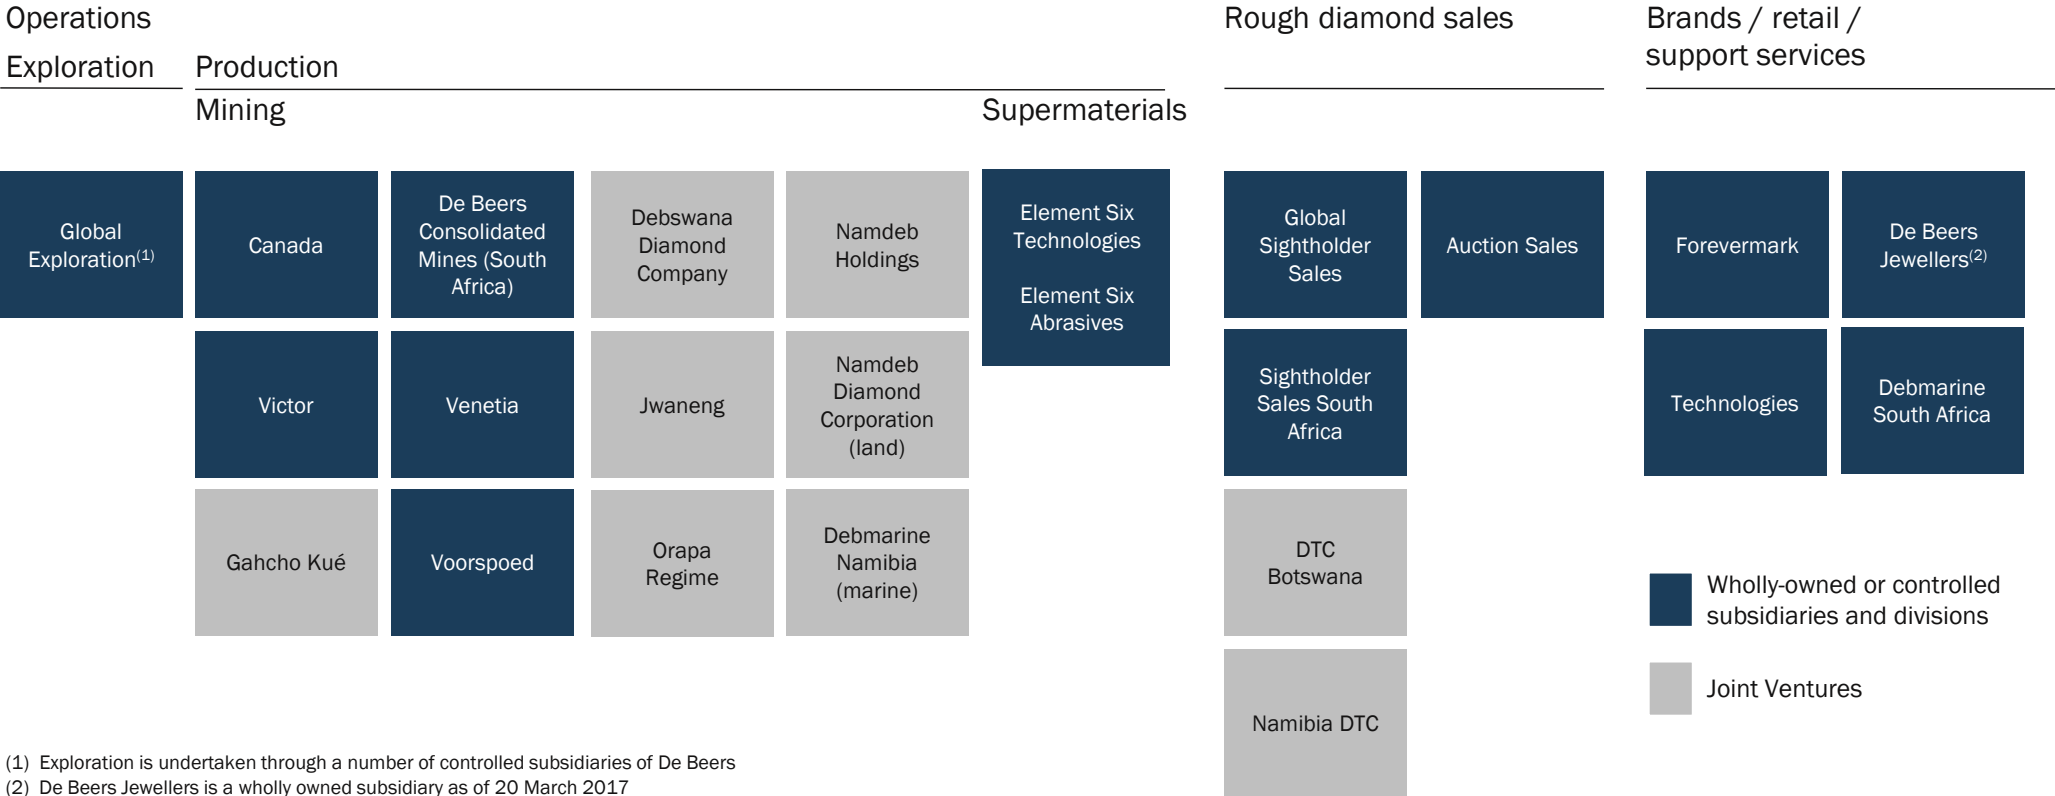 Operations
Exploration
Production
Mining
Supermaterials
Rough diamond sales
Brands / retail /
support services
Global
Exploration(1)
Canada
De Beers
Consolidated
Mines (South
Africa)
Debswana
Diamond
Company
Namdeb
Holdings
Element Six
Technologies
Element Six
Abrasives
Global
Sightholder
Sales
Auction Sales
Forevermark
De Beers
Jewellers(2)
Victor
Venetia
Jwaneng
Namdeb
Diamond
Corporation
(land)
Sightholder
Sales South
Africa
Technologies
Debmarine
South Africa
Gahcho Kué
Voorspoed
Orapa
Regime
Debmarine
Namibia
(marine)
DTC
Botswana
Namibia DTC
Wholly-owned or controlled
subsidiaries and divisions
Joint Ventures
(1) Exploration is undertaken through a number of controlled subsidiaries of De Beers
(2) De Beers Jewellers is a wholly owned subsidiary as of 20 March 2017